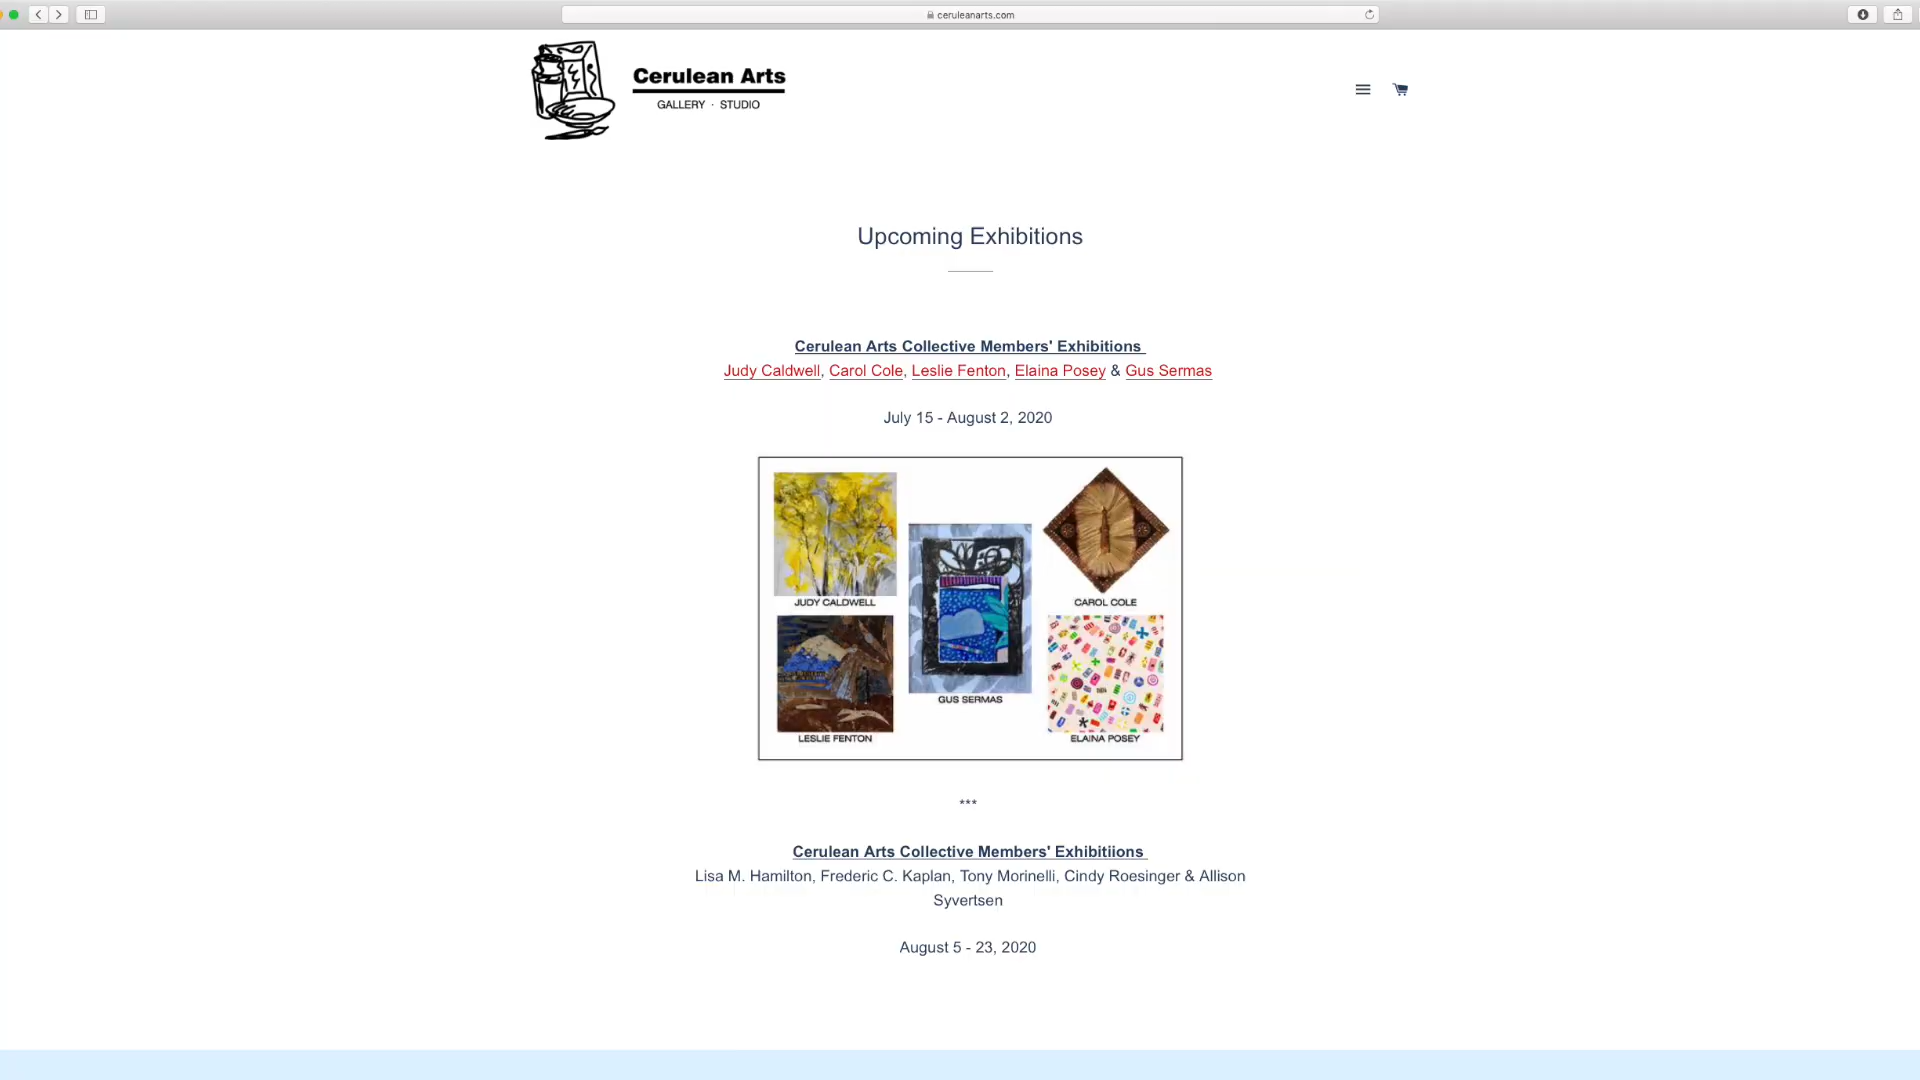 ceruleanarts.com
Cerulean Arts
GALLERY · STUDIO
Upcoming Exhibitions
Cerulean Arts Collective Members' Exhibitions
Judy Caldwell, Carol Cole, Leslie Fenton, Elaina Posey & Gus Sermas
July 15 - August 2, 2020
JUDY CALDWELL
CAROL COLE
GUS SERMAS
LESLIE FENTON
ELAINA POSEY
***
Cerulean Arts Collective Members' Exhibitiions
Lisa M. Hamilton, Frederic C. Kaplan, Tony Morinelli, Cindy Roesinger & Allison
Syvertsen
August 5 - 23, 2020